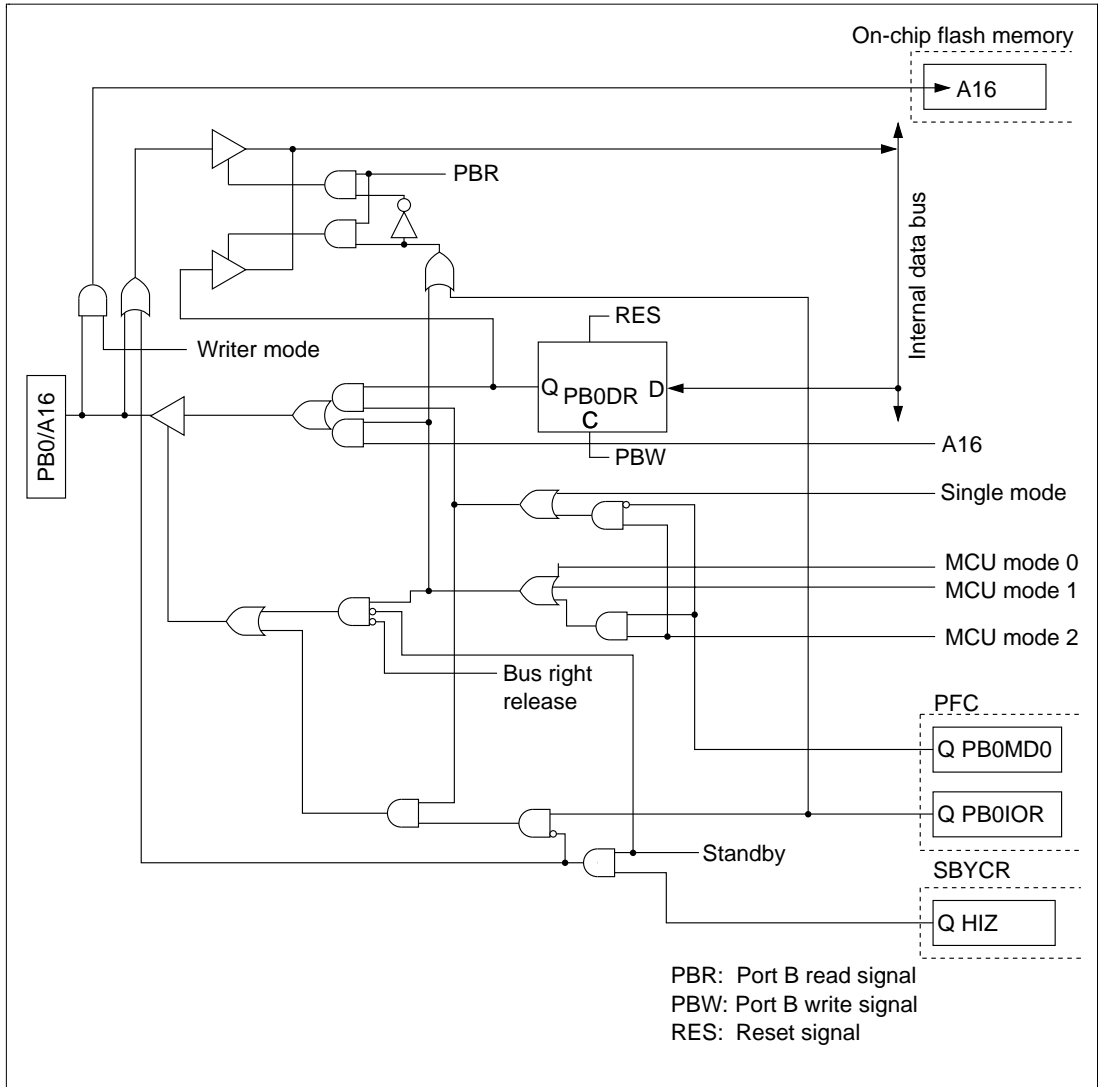 On-chip flash memory
A16
PBR
Internal data bus
RES
Writer mode
Q PB0DR D
C
PB0/A16
PBW
A16
Single mode
MCU mode 0
MCU mode 1
MCU mode 2
Bus right
release
PFC
Q PB0MD0
Q PB0IOR
Standby
SBYCR
Q HIZ
PBR: Port B read signal
PBW: Port B write signal
RES: Reset signal